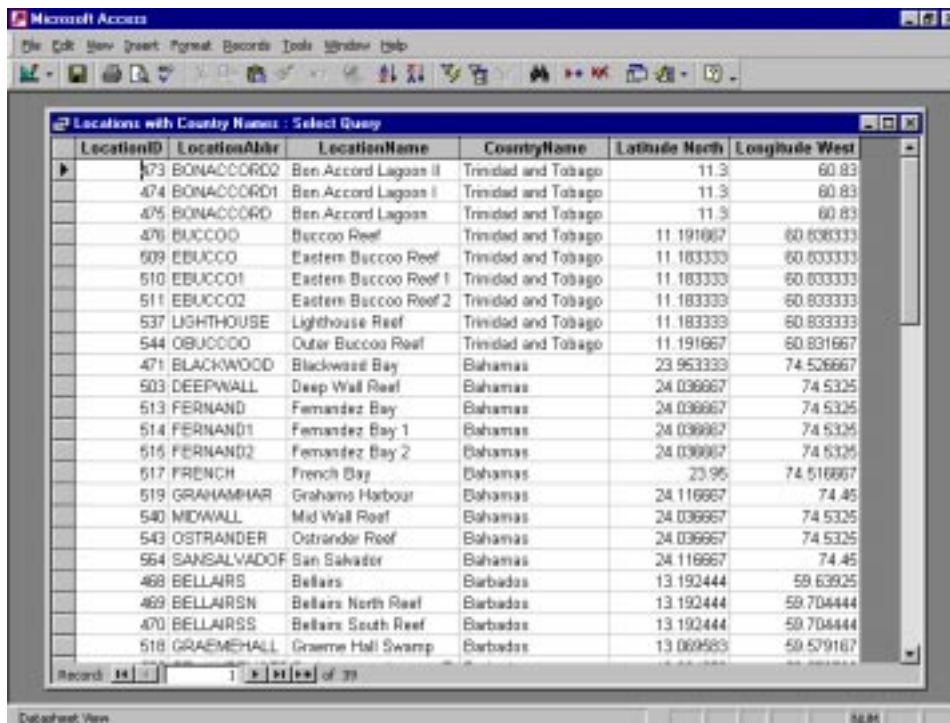 Microsoft Access
File Edit View Insert Format Records Tools Window Help
Locations with Country Names : Select Query
LocationID LocationAbbr LocationName CountryName Latitude North Longitude West
473 BONACCORD2 Bon Accord Lagoon II Trinidad and Tobago 11.3 60.83
474 BONACCORD1 Bon Accord Lagoon I Trinidad and Tobago 11.3 60.83
475 BONACCORD Bon Accord Lagoon Trinidad and Tobago 11.3 60.83
476 BUCCOO Buccoo Reef Trinidad and Tobago 11.191667 60.838333
509 EBUCCO Eastern Buccoo Reef Trinidad and Tobago 11.183333 60.833333
510 EBUCCO1 Eastern Buccoo Reef 1 Trinidad and Tobago 11.183333 60.833333
511 EBUCCO2 Eastern Buccoo Reef 2 Trinidad and Tobago 11.183333 60.833333
537 LIGHTHOUSE Lighthouse Reef Trinidad and Tobago 11.183333 60.833333
544 OBUCCOO Outer Buccoo Reef Trinidad and Tobago 11.191667 60.831667
471 BLACKWOOD Blackwood Bay Bahamas 23.953333 74.526667
503 DEEPWALL Deep Wall Reef Bahamas 24.036667 74.5325
513 FERNAND Fernandez Bay Bahamas 24.036667 74.5325
514 FERNAND1 Fernandez Bay 1 Bahamas 24.036667 74.5325
515 FERNAND2 Fernandez Bay 2 Bahamas 24.036667 74.5325
517 FRENCH French Bay Bahamas 23.95 74.516667
519 GRAHAMHAR Grahams Harbour Bahamas 24.116667 74.45
540 MIDWALL Mid Wall Reef Bahamas 24.036667 74.5325
543 OSTRANDER Ostrander Reef Bahamas 24.036667 74.5325
564 SANSALVADOR San Salvador Bahamas 24.116667 74.45
468 BELLAIRS Bellairs Barbados 13.192444 59.63925
469 BELLAIRSN Bellairs North Reef Barbados 13.192444 59.704444
470 BELLAIRSS Bellairs South Reef Barbados 13.192444 59.704444
518 GRAEMEHALL Graeme Hall Swamp Barbados 13.069583 59.579167
Record: 1 of 39
Datasheet View NUM